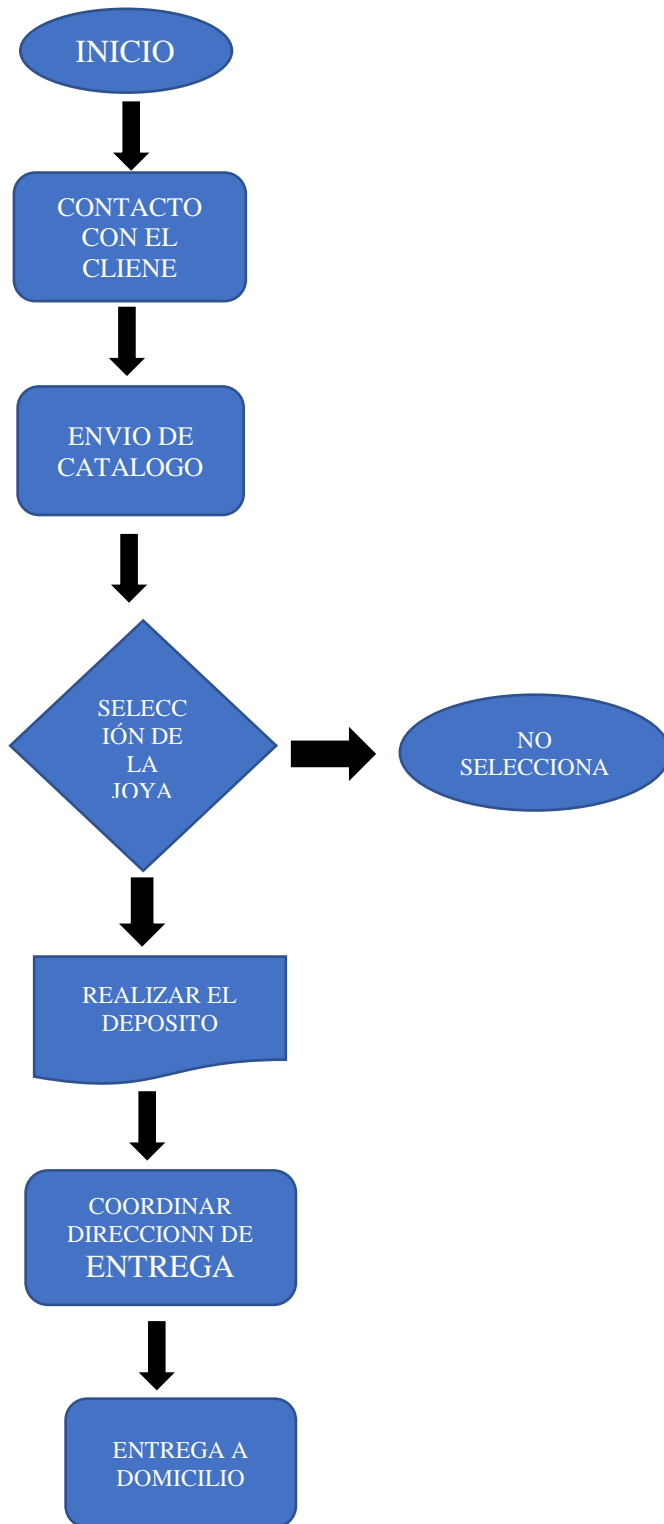 INICIO
CONTACTO
CON EL
CLIENE
ENVIO DE
CATALOGO
SELECC
IÓN DE
LA
JOYA
NO
SELECCIONA
REALIZAR EL
DEPOSITO
COORDINAR
DIRECCIONN DE
ENTREGA
ENTREGA A
DOMICILIO